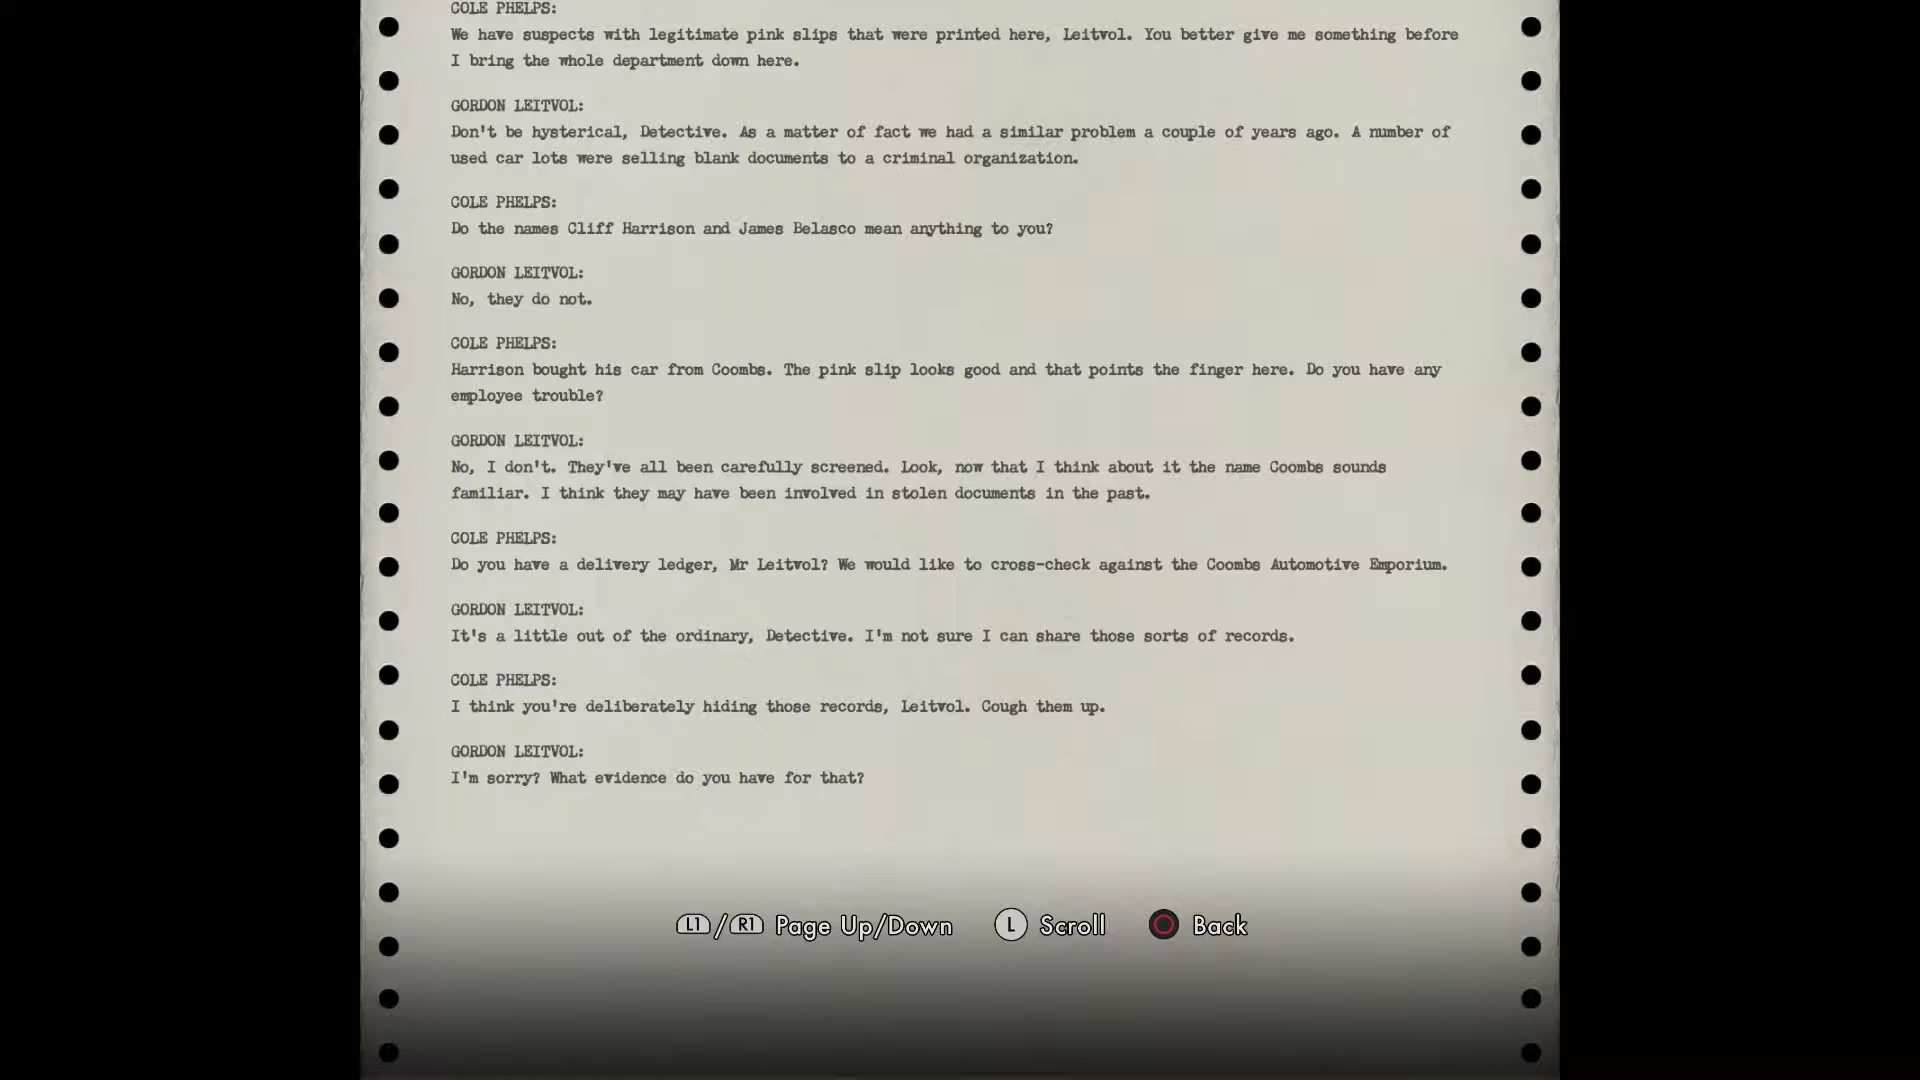 COLE PHELPS:
We have suspects with legitimate pink slips that were printed here, Leitvol. You better give me something before
I bring the whole department down here.
GORDON LEITVOL:
Don't be hysterical, Detective. As a matter of fact we had a similar problem a couple of years ago. A number of
used car lots were selling blank documents to a criminal organization.
COLE PHELPS:
Do the names Cliff Harrison and James Belasco mean anything to you?
GORDON LEITVOL:
No, they do not.
COLE PHELPS:
Harrison bought his car from Coombs. The pink slip looks good and that points the finger here. Do you have any
employee trouble?
GORDON LEITVOL:
No, I don't. They've all been carefully screened. Look, now that I think about it the name Coombs sounds
familiar. I think they may have been involved in stolen documents in the past.
COLE PHELPS:
Do you have a delivery ledger, Mr Leitvol? We would like to cross-check against the Coombs Automotive Emporium.
GORDON LEITVOL:
It's a little out of the ordinary, Detective. I'm not sure I can share those sorts of records.
COLE PHELPS:
I think you're deliberately hiding those records, Leitvol. Cough them up.
GORDON LEITVOL:
I'm sorry? What evidence do you have for that?
L1/R1 Page Up/Down L Scroll Back